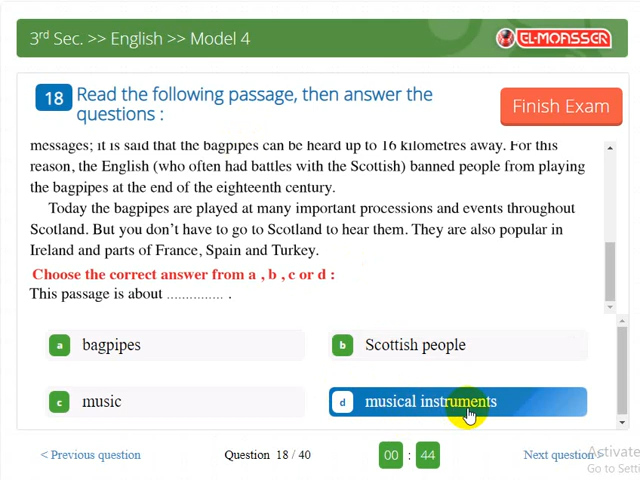 3rd Sec. >> English >> Model 4
EL-MOASSER
18 Read the following passage, then answer the
questions :
Finish Exam
messages; it is said that the bagpipes can be heard up to 16 kilometres away. For this
reason, the English (who often had battles with the Scottish) banned people from playing
the bagpipes at the end of the eighteenth century.
Today the bagpipes are played at many important processions and events throughout
Scotland. But you don't have to go to Scotland to hear them. They are also popular in
Ireland and parts of France, Spain and Turkey.
Choose the correct answer from a , b , c or d :
This passage is about ............... .
a bagpipes
b Scottish people
c music
d musical instruments
< Previous question
Question 18 / 40
00 : 44
Next question >
Activate
Go to Setti